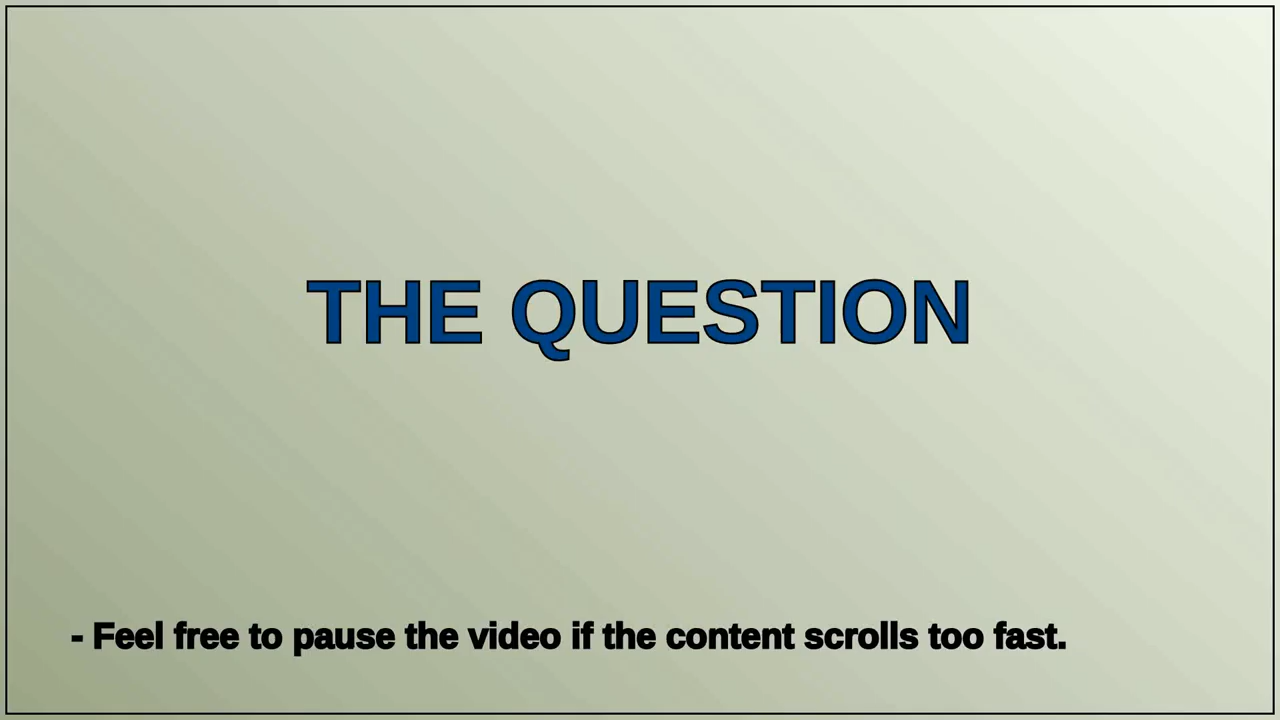 THE QUESTION
- Feel free to pause the video if the content scrolls too fast.